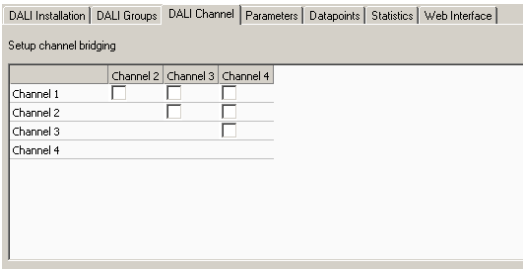 DALI Installation DALI Groups DALI Channel Parameters Datapoints Statistics Web Interface
Setup channel bridging
Channel 2 Channel 3 Channel 4
Channel 1
Channel 2
Channel 3
Channel 4